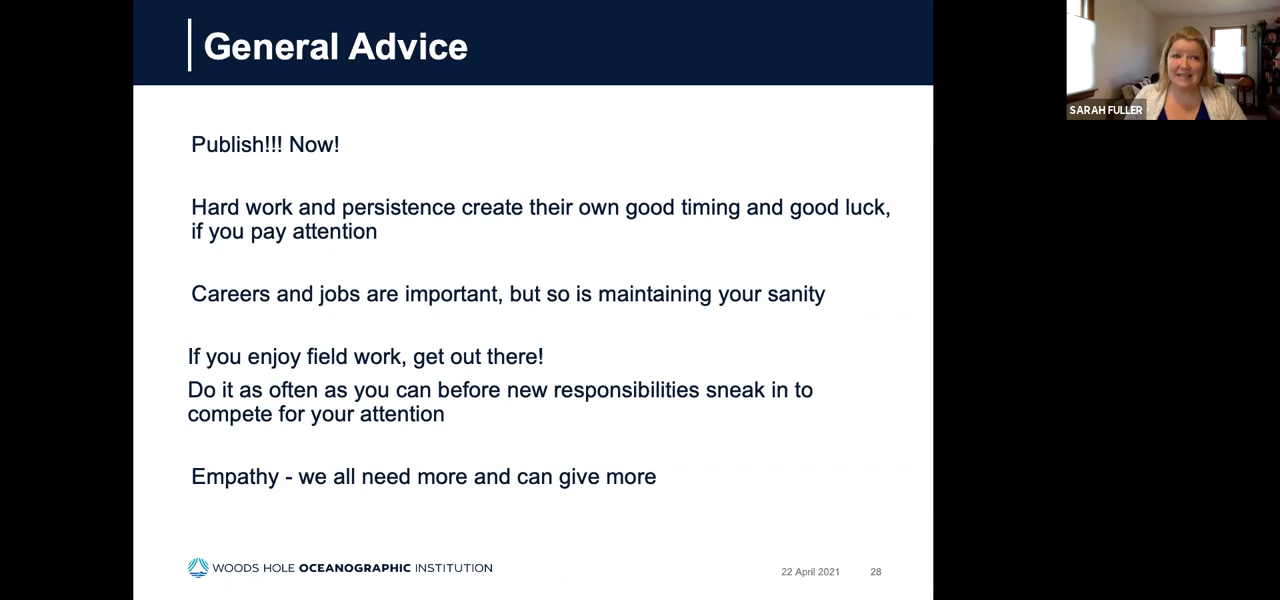 General Advice
Publish!!! Now!
Hard work and persistence create their own good timing and good luck,
if you pay attention
Careers and jobs are important, but so is maintaining your sanity
If you enjoy field work, get out there!
Do it as often as you can before new responsibilities sneak in to
compete for your attention
Empathy - we all need more and can give more
WOODS HOLE OCEANOGRAPHIC INSTITUTION
22 April 2021
28
SARAH FULLER